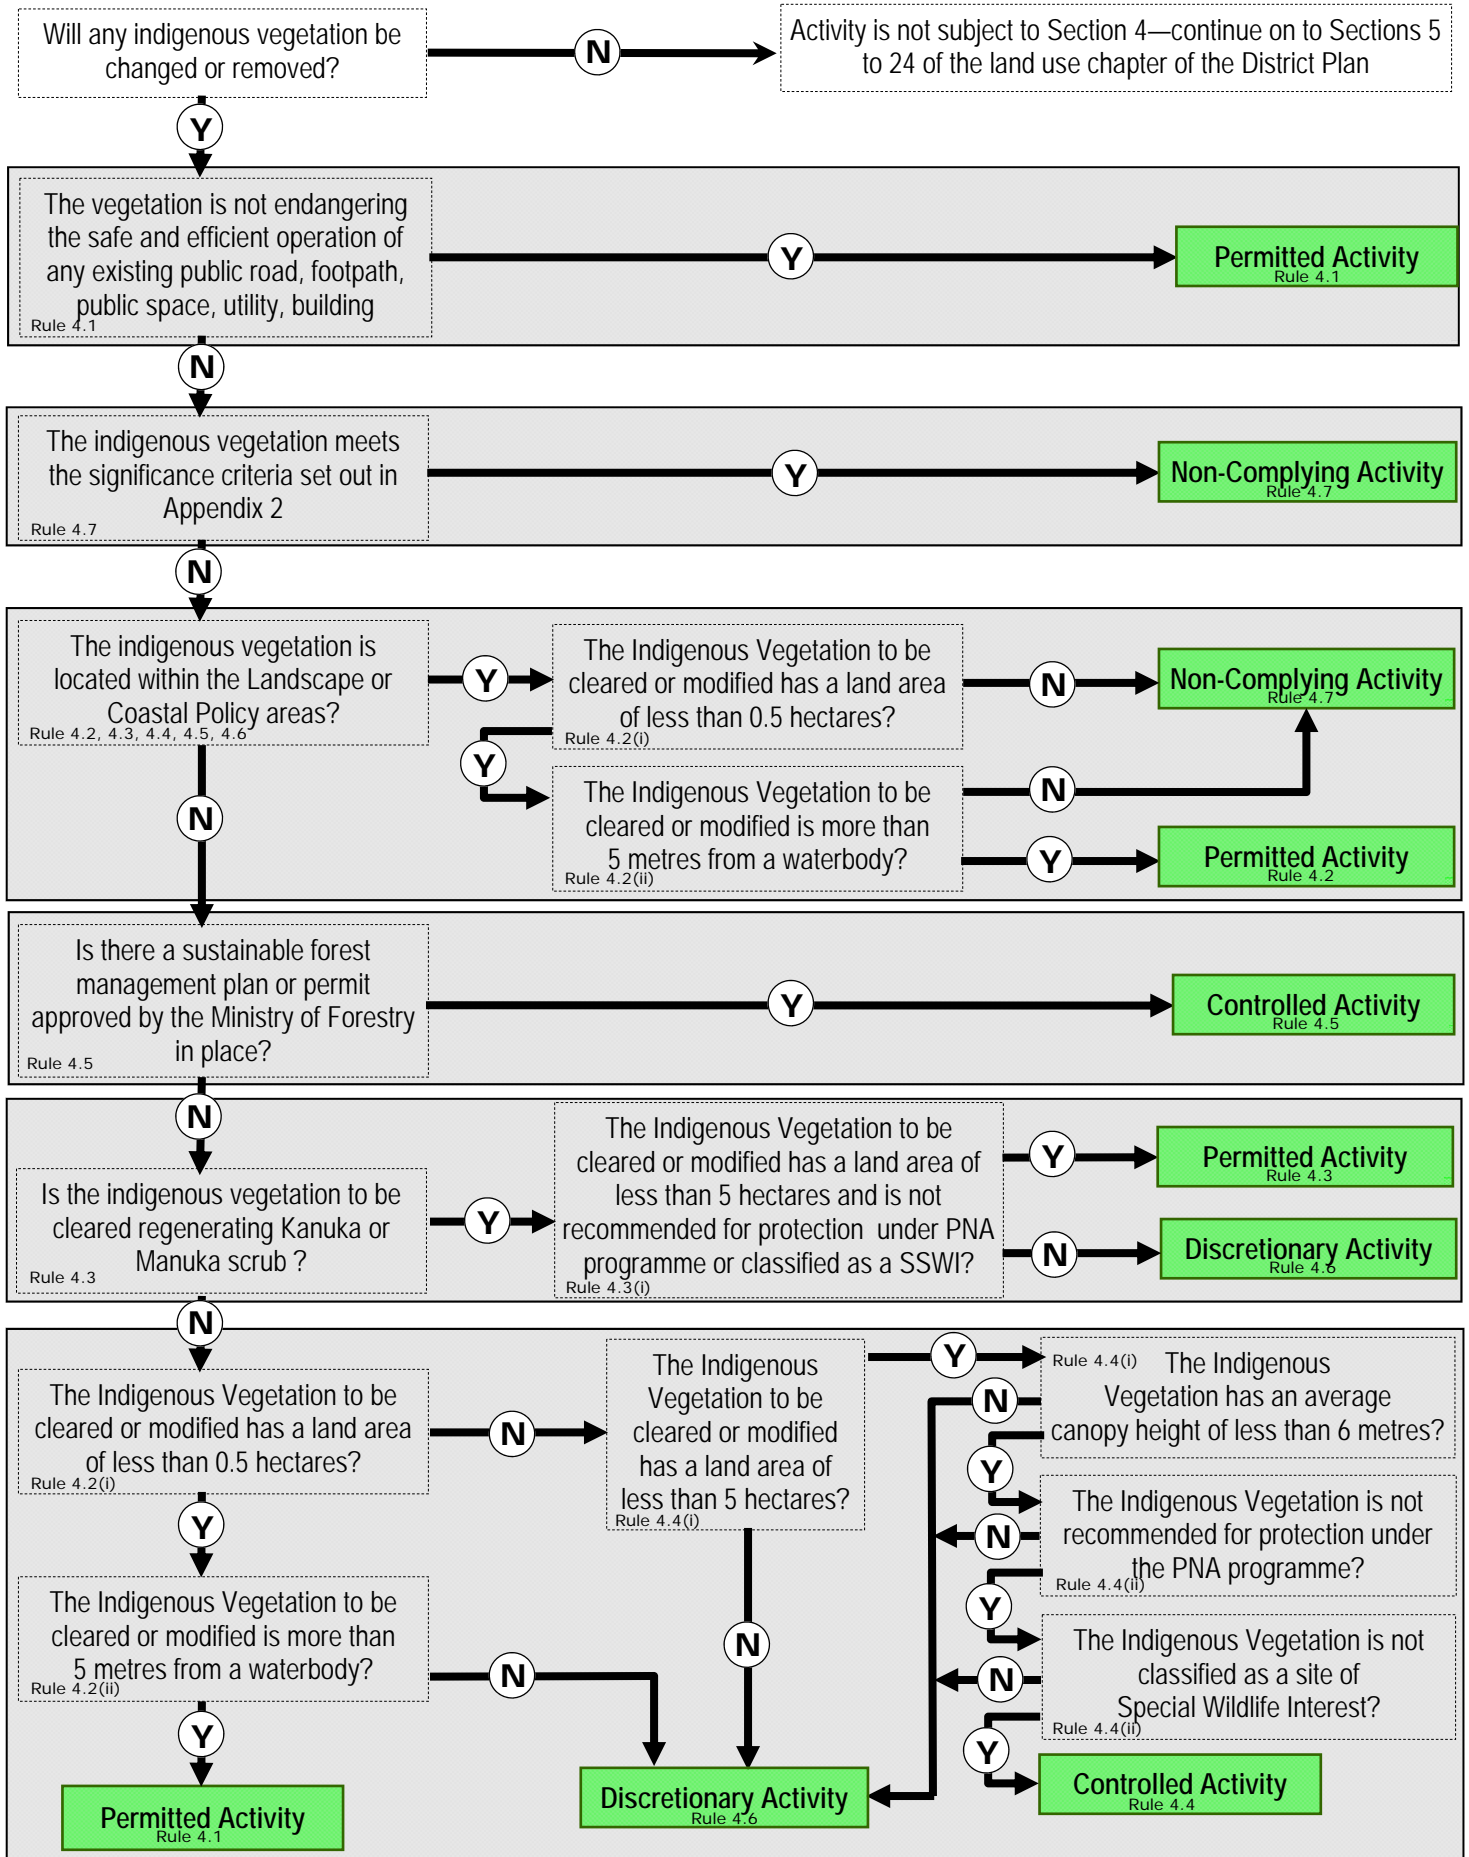 Will any indigenous vegetation be
changed or removed?
N
Activity is not subject to Section 4—continue on to Sections 5
to 24 of the land use chapter of the District Plan
Y
The vegetation is not endangering
the safe and efficient operation of
any existing public road, footpath,
public space, utility, building
Rule 4.1
Y
Permitted Activity
Rule 4.1
N
The indigenous vegetation meets
the significance criteria set out in
Appendix 2
Rule 4.7
Y
Non-Complying Activity
Rule 4.7
N
The indigenous vegetation is
located within the Landscape or
Coastal Policy areas?
Rule 4.2, 4.3, 4.4, 4.5, 4.6
Y
The Indigenous Vegetation to be
cleared or modified has a land area
of less than 0.5 hectares?
Rule 4.2(i)
N
Non-Complying Activity
Rule 4.7
Y
The Indigenous Vegetation to be
cleared or modified is more than
5 metres from a waterbody?
Rule 4.2(ii)
N
Y
Permitted Activity
Rule 4.2
N
Is there a sustainable forest
management plan or permit
approved by the Ministry of Forestry
in place?
Rule 4.5
Y
Controlled Activity
Rule 4.5
N
Is the indigenous vegetation to be
cleared regenerating Kanuka or
Manuka scrub ?
Rule 4.3
Y
The Indigenous Vegetation to be
cleared or modified has a land area of
less than 5 hectares and is not
recommended for protection under PNA
programme or classified as a SSWI?
Rule 4.3(i)
Y
Permitted Activity
Rule 4.3
N
Discretionary Activity
Rule 4.6
N
The Indigenous Vegetation to be
cleared or modified has a land area
of less than 0.5 hectares?
Rule 4.2(i)
N
The Indigenous
Vegetation to be
cleared or modified
has a land area of
less than 5 hectares?
Rule 4.4(i)
Y
Rule 4.4(i)
The Indigenous
Vegetation has an average
canopy height of less than 6 metres?
N
Y
The Indigenous Vegetation is not
recommended for protection under
the PNA programme?
Rule 4.4(ii)
N
Y
The Indigenous Vegetation is not
classified as a site of
Special Wildlife Interest?
Rule 4.4(ii)
N
Y
Controlled Activity
Rule 4.4
Y
The Indigenous Vegetation to be
cleared or modified is more than
5 metres from a waterbody?
Rule 4.2(ii)
N
N
Discretionary Activity
Rule 4.6
Y
Permitted Activity
Rule 4.1